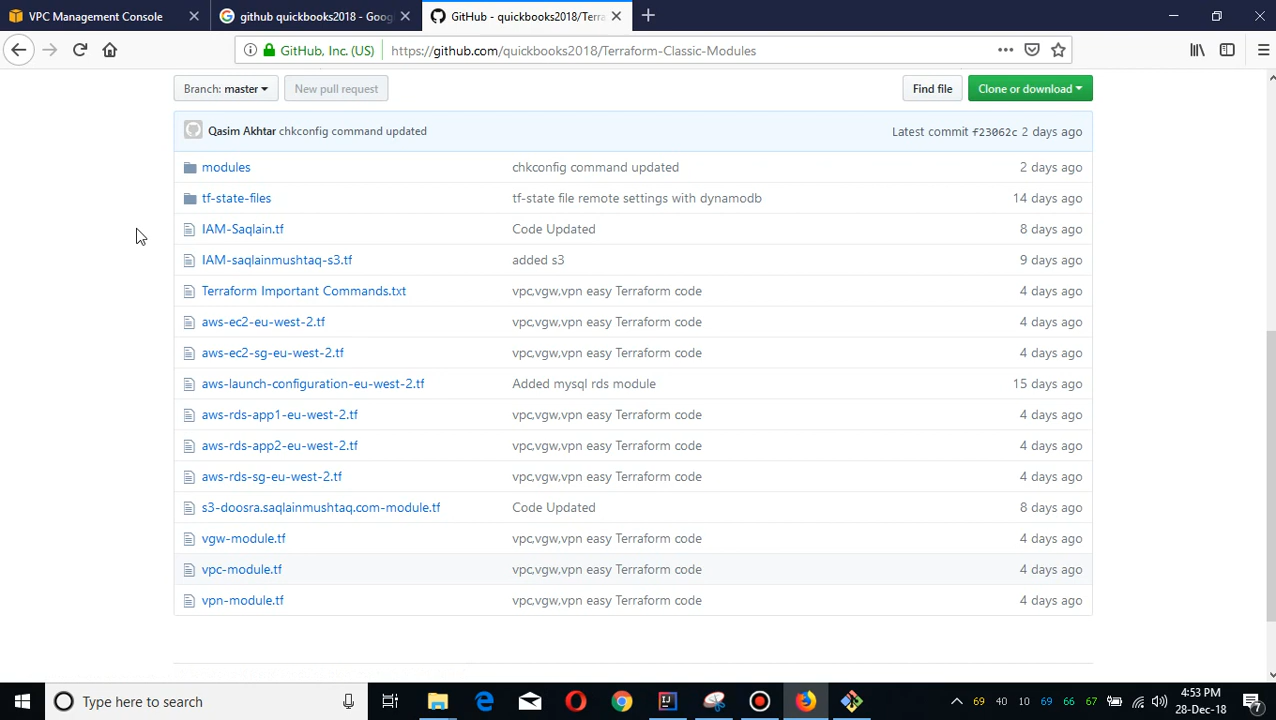 VPC Management Console
github quickbooks2018 - Goog
GitHub - quickbooks2018/Terra
GitHub, Inc. (US)
https://github.com/quickbooks2018/Terraform-Classic-Modules
Branch: master
New pull request
Find file
Clone or download
Qasim Akhtar chkconfig command updated
Latest commit f23062c 2 days ago
modules chkconfig command updated 2 days ago
tf-state-files tf-state file remote settings with dynamodb 14 days ago
IAM-Saqlain.tf Code Updated 8 days ago
IAM-saqlainmushtaq-s3.tf added s3 9 days ago
Terraform Important Commands.txt vpc,vgw,vpn easy Terraform code 4 days ago
aws-ec2-eu-west-2.tf vpc,vgw,vpn easy Terraform code 4 days ago
aws-ec2-sg-eu-west-2.tf vpc,vgw,vpn easy Terraform code 4 days ago
aws-launch-configuration-eu-west-2.tf Added mysql rds module 15 days ago
aws-rds-app1-eu-west-2.tf vpc,vgw,vpn easy Terraform code 4 days ago
aws-rds-app2-eu-west-2.tf vpc,vgw,vpn easy Terraform code 4 days ago
aws-rds-sg-eu-west-2.tf vpc,vgw,vpn easy Terraform code 4 days ago
s3-doosra.saqlainmushtaq.com-module.tf Code Updated 8 days ago
vgw-module.tf vpc,vgw,vpn easy Terraform code 4 days ago
vpc-module.tf vpc,vgw,vpn easy Terraform code 4 days ago
vpn-module.tf vpc,vgw,vpn easy Terraform code 4 days ago
Type here to search
69 40 10 69 66 67
4:53 PM
28-Dec-18
7